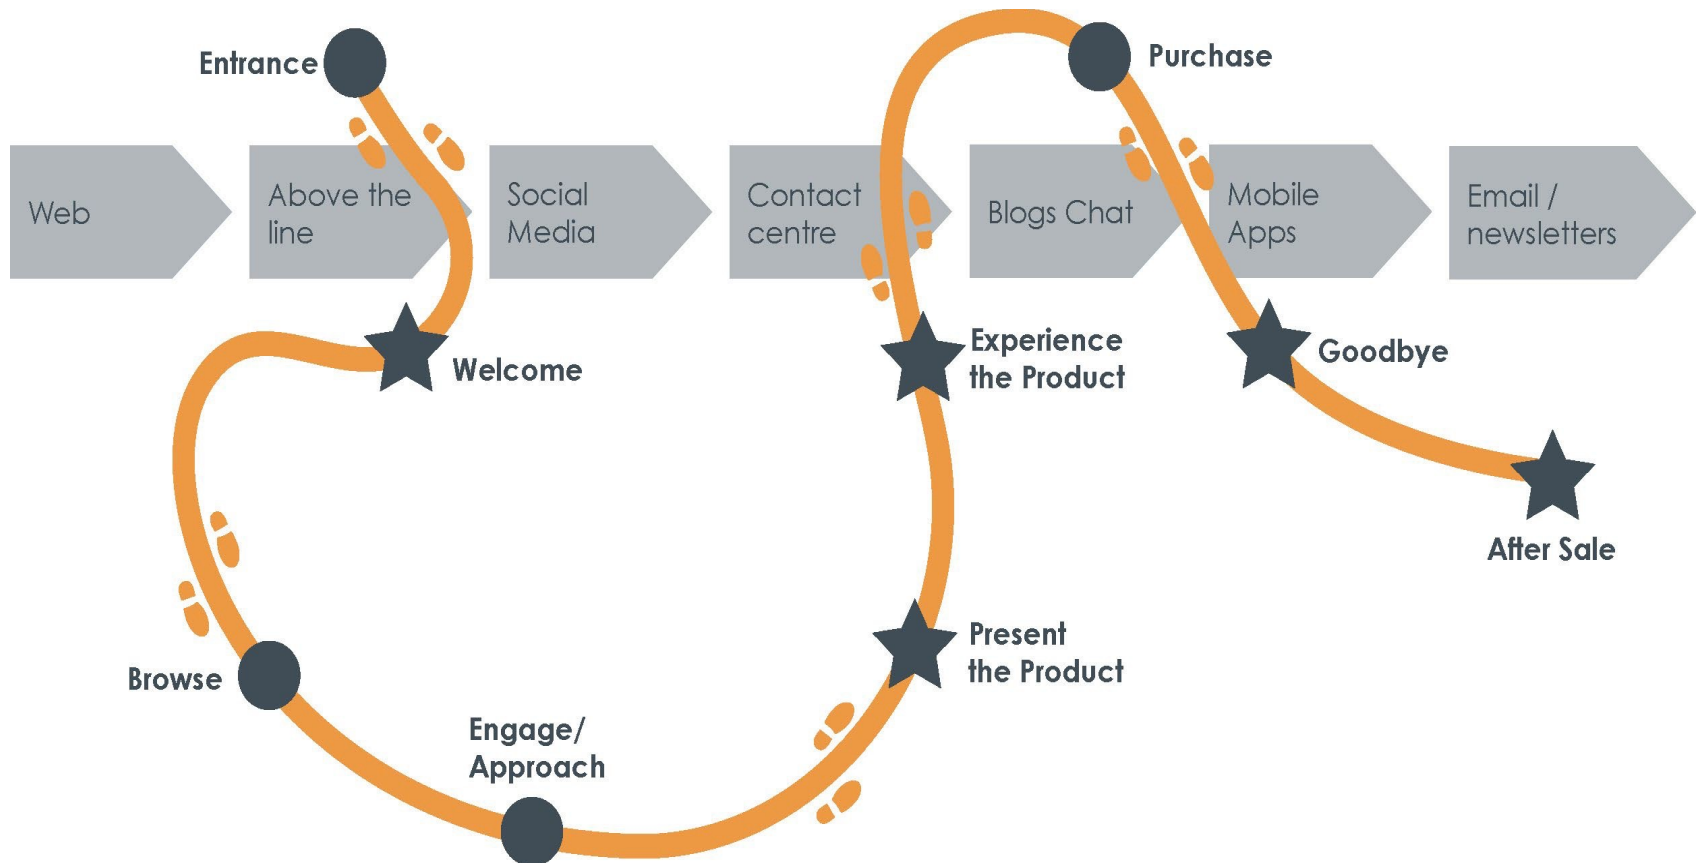 Entrance
Purchase
Web
Above the
line
Social
Media
Contact
centre
Blogs Chat
Mobile
Apps
Email /
newsletters
Welcome
Experience
the Product
Goodbye
After Sale
Browse
Engage/
Approach
Present
the Product